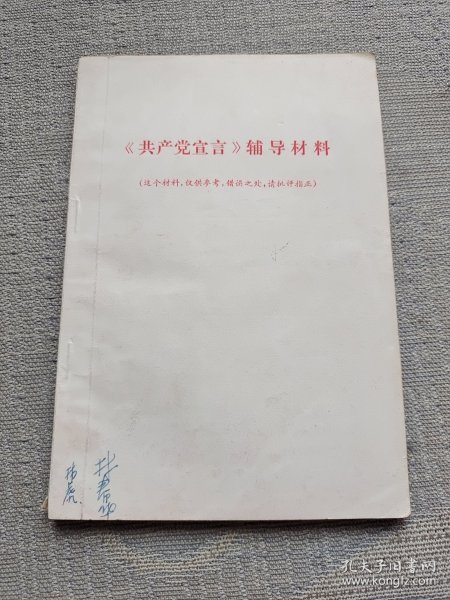 《共产党宣言》辅导材料
(这个材料，仅供参考，错误之处，请批评指正)
孔夫子旧书网
www.kongfz.com